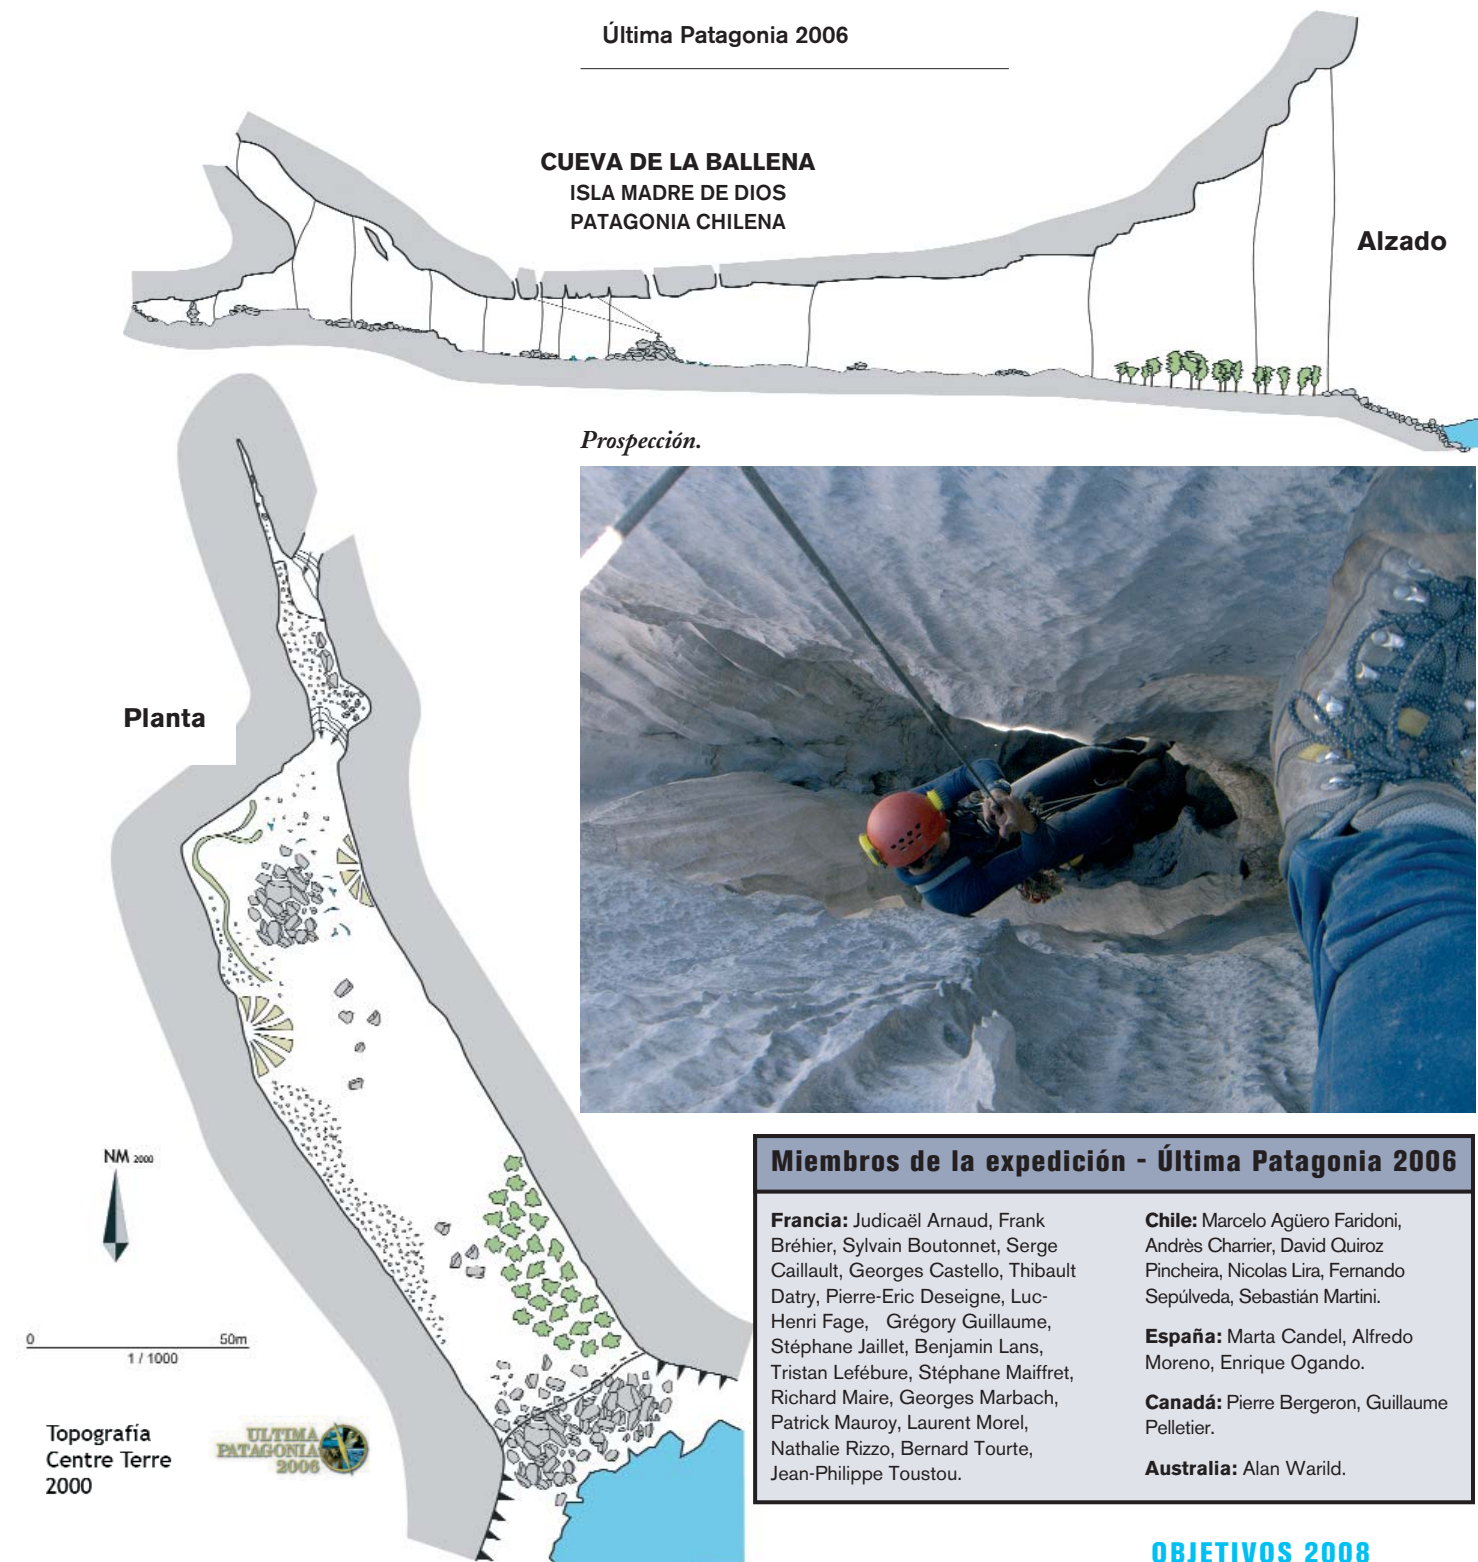 Última Patagonia 2006
CUEVA DE LA BALLENA
ISLA MADRE DE DIOS
PATAGONIA CHILENA
Alzado
Prospección.
Planta
NM 2000
0 50m
1 / 1000
Topografía
Centre Terre
2000
ULTIMA
PATAGONIA
2006
Miembros de la expedición - Última Patagonia 2006
Francia: Judicaël Arnaud, Frank
Bréhier, Sylvain Boutonnet, Serge
Caillault, Georges Castello, Thibault
Datry, Pierre-Eric Deseigne, Luc-
Henri Fage, Grégory Guillaume,
Stéphane Jaillet, Benjamin Lans,
Tristan Lefébure, Stéphane Maiffret,
Richard Maire, Georges Marbach,
Patrick Mauroy, Laurent Morel,
Nathalie Rizzo, Bernard Tourte,
Jean-Philippe Toustou.
Chile: Marcelo Agüero Faridoni,
Andrès Charrier, David Quiroz
Pincheira, Nicolas Lira, Fernando
Sepúlveda, Sebastián Martini.
España: Marta Candel, Alfredo
Moreno, Enrique Ogando.
Canadá: Pierre Bergeron, Guillaume
Pelletier.
Australia: Alan Warild.
OBJETIVOS 2008